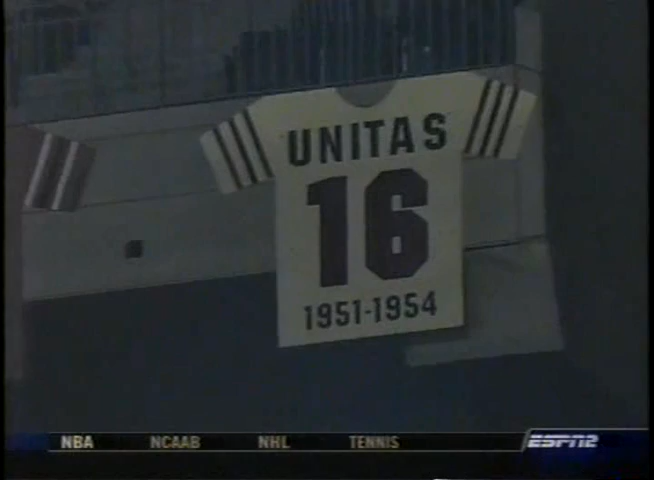 UNITAS
16
1951-1954
NBA NCAAB NHL TENNIS ESPN2